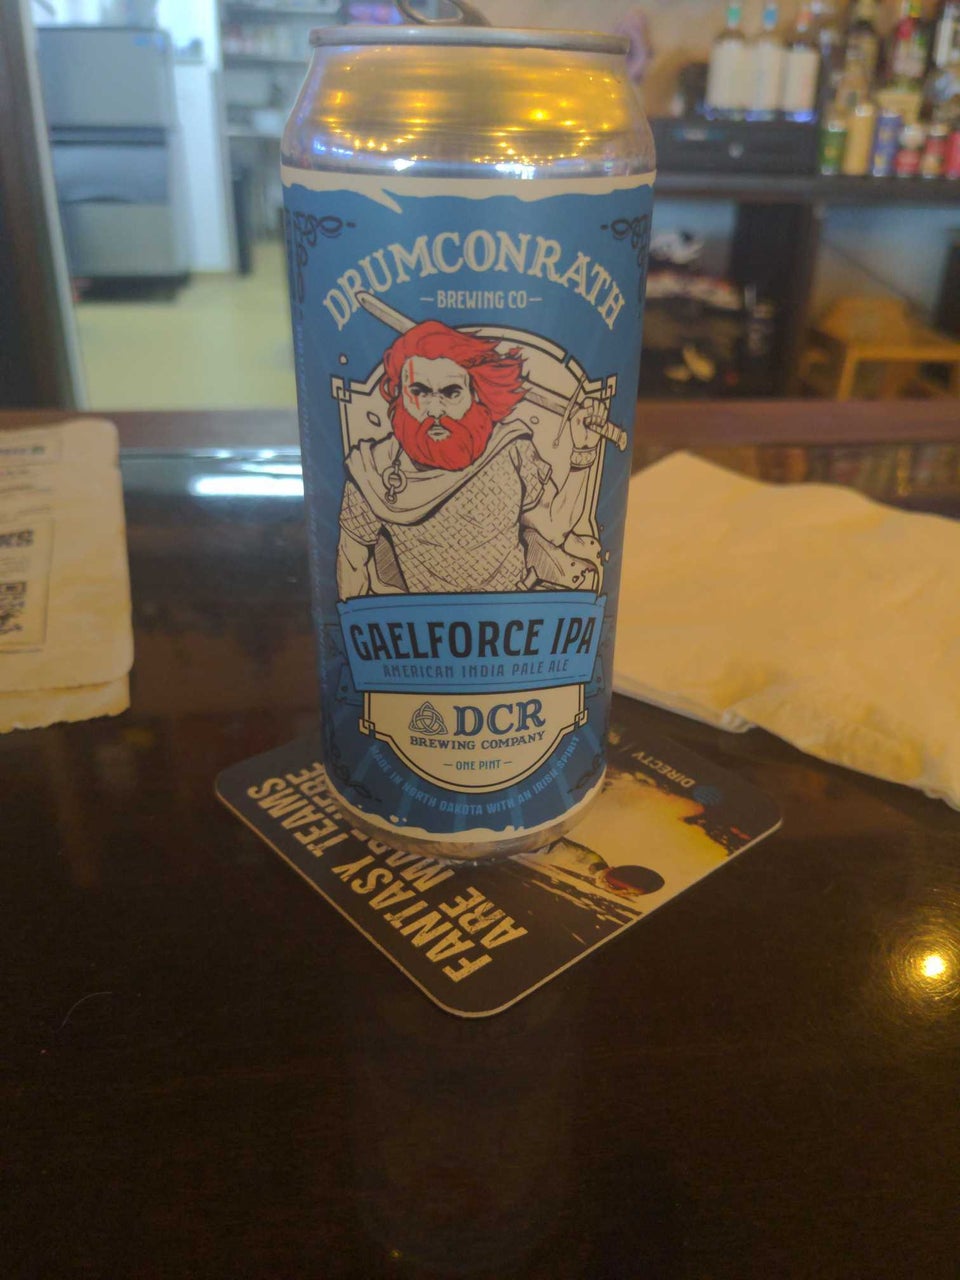 DRUMCONRATH
BREWING CO
GAELFORCE IPA
AMERICAN INDIA PALE ALE
DCR
BREWING COMPANY
ONE PINT
MADE IN NORTH DAKOTA WITH AN IRISH SPIRIT
DIRECTV
FANTASY TEAMS
ARE MADE HERE